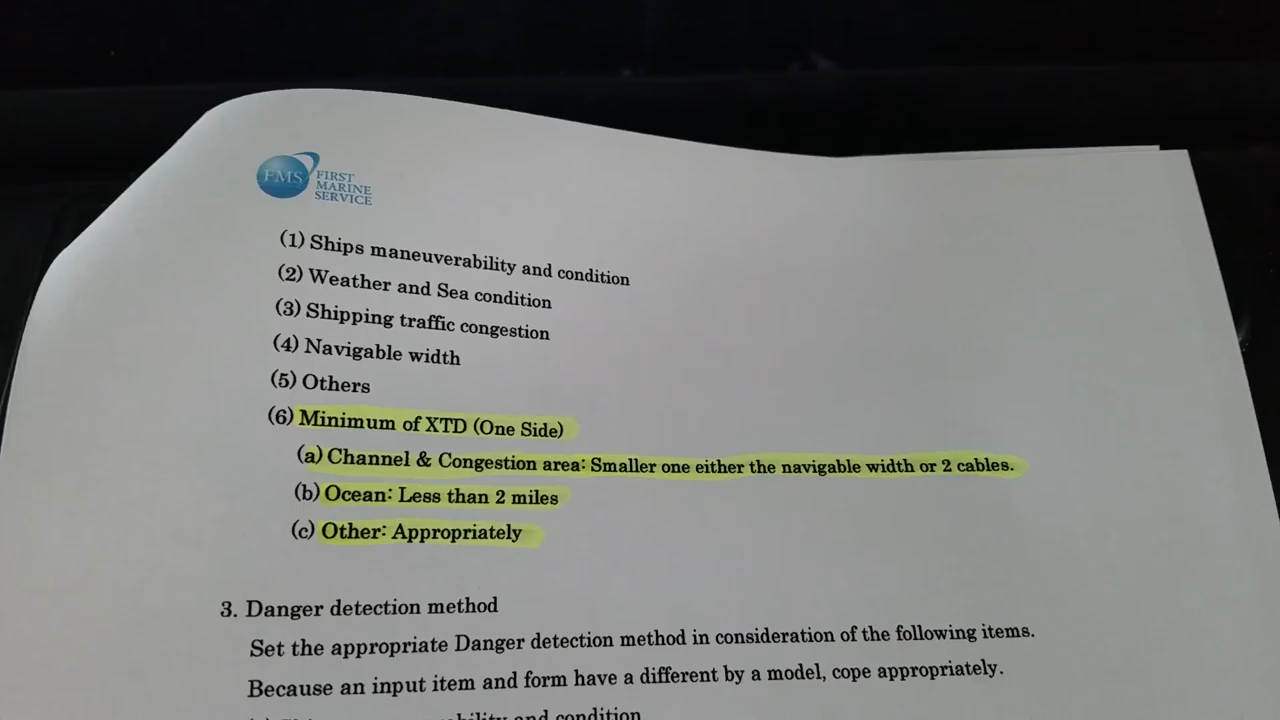 FMS FIRST
MARINE
SERVICE
(1) Ships maneuverability and condition
(2) Weather and Sea condition
(3) Shipping traffic congestion
(4) Navigable width
(5) Others
(6) Minimum of XTD (One Side)
(a) Channel & Congestion area: Smaller one either the navigable width or 2 cables.
(b) Ocean: Less than 2 miles
(c) Other: Appropriately
3. Danger detection method
Set the appropriate Danger detection method in consideration of the following items.
Because an input item and form have a different by a model, cope appropriately.
and condition